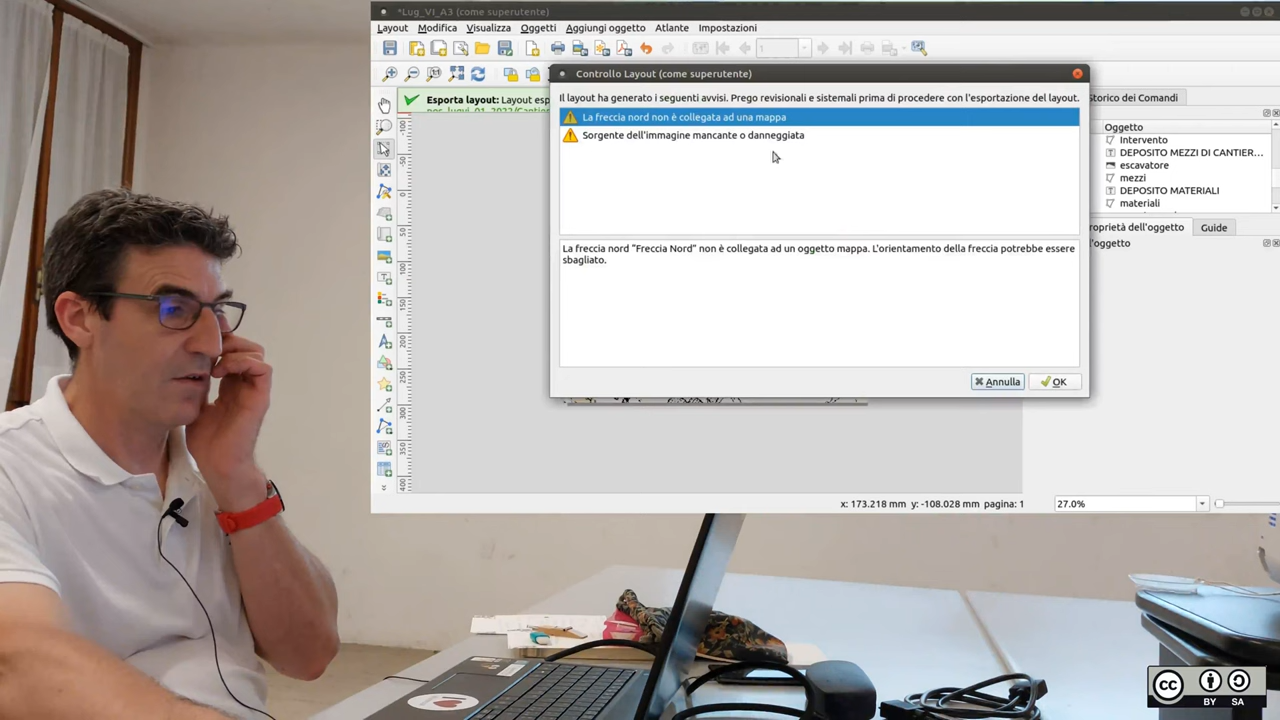 *Lug_VI_A3 (come superutente)
Layout Modifica Visualizza Oggetti Aggiungi oggetto Atlante Impostazioni
1
Esporta layout: Layout esp
Controllo Layout (come superutente)
Il layout ha generato i seguenti avvisi. Prego revisionali e sistemali prima di procedere con l'esportazione del layout.
La freccia nord non è collegata ad una mappa
Sorgente dell'immagine mancante o danneggiata
La freccia nord "Freccia Nord" non è collegata ad un oggetto mappa. L'orientamento della freccia potrebbe essere
sbagliato.
Annulla OK
Storico dei Comandi
Oggetto
Intervento
DEPOSITO MEZZI DI CANTIER...
escavatore
mezzi
DEPOSITO MATERIALI
materiali
roprietà dell'oggetto Guide
'oggetto
x: 173.218 mm y: -108.028 mm pagina: 1 27.0%
CC BY SA